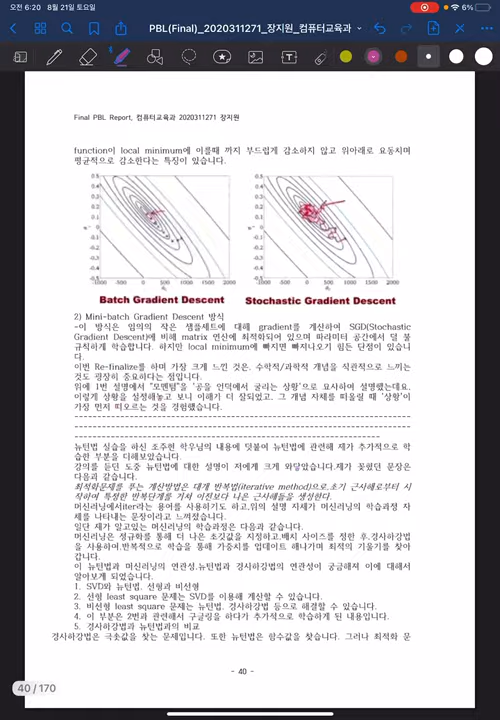 오전 6:20 8월 21일 토요일
6%
PBL(Final)_2020311271_장지원_컴퓨터교육과
Final PBL Report, 컴퓨터교육과 2020311271 장지원
function이 local minimum에 이를때 까지 부드럽게 감소하지 않고 위아래로 요동치며
평균적으로 감소한다는 특징이 있습니다.
Batch Gradient Descent
Stochastic Gradient Descent
2) Mini-batch Gradient Descent 방식
-이 방식은 임의의 작은 샘플세트에 대해 gradient를 계산하여 SGD(Stochastic
Gradient Descent)에 비해 matrix 연산에 최적화되어 있으며 파라미터 공간에서 덜 불
규칙하게 학습합니다. 하지만 local minimum에 빠지면 빠져나오기 힘든 단점이 있습니
다.
이번 Re-finalize를 하며 가장 크게 느낀 것은, 수학적/과학적 개념을 직관적으로 느끼는
것도 굉장히 중요하다는 점입니다.
위에 1번 설명에서 "모멘텀"을 '공을 언덕에서 굴리는 상황'으로 묘사하여 설명했는데요.
이렇게 상황을 설정해놓고 보니 이해가 더 잘되었고, 그 개념 자체를 떠올릴 때 '상황'이
가장 먼저 떠오르는 것을 경험했습니다.
뉴턴법 실습을 하신 조주현 학우님의 내용에 덧붙여 뉴턴법에 관련해 제가 추가적으로 학
습한 부분을 더해보았습니다.
강의를 듣던 도중 뉴턴법에 대한 설명이 저에게 크게 와닿았습니다.제가 꽂혔던 문장은
다음과 같습니다.
최적화문제를 푸는 계산방법은 대개 반복법(iterative method)으로,초기 근사해로부터 시
작하여 특정한 반복단계를 거쳐 이전보다 나은 근사해들을 생성한다.
머신러닝에서iter라는 용어를 사용하기도 하고,위의 설명 자체가 머신러닝의 학습과정 자
체를 나타내는 문장이라고 느껴졌습니다.
일단 제가 알고있는 머신러닝의 학습과정은 다음과 같습니다.
머신러닝은 정규화를 통해 더 나은 초깃값을 지정하고,배치 사이즈를 정한 후,경사하강법
을 사용하여,반복적으로 학습을 통해 가중치를 업데이트 해나가며 최적의 기울기를 찾아
갑니다.
이 뉴턴법과 머신러닝의 연관성,뉴턴법과 경사하강법의 연관성이 궁금해져 이에 대해서
알아보게 되었습니다.
1. SVD와 뉴턴법. 선형과 비선형
2. 선형 least square 문제는 SVD를 이용해 계산할 수 있습니다.
3. 비선형 least square 문제는 뉴턴법. 경사하강법 등으로 해결할 수 있습니다.
4. 이 부분은 2번과 관련해서 구글링을 하다가 추가적으로 학습하게 된 내용입니다.
5. 경사하강법과 뉴턴법과의 비교
경사하강법은 극솟값을 찾는 문제입니다. 또한 뉴턴법은 함수값을 찾습니다. 그러나 최적화 문
- 40 -
40 / 170